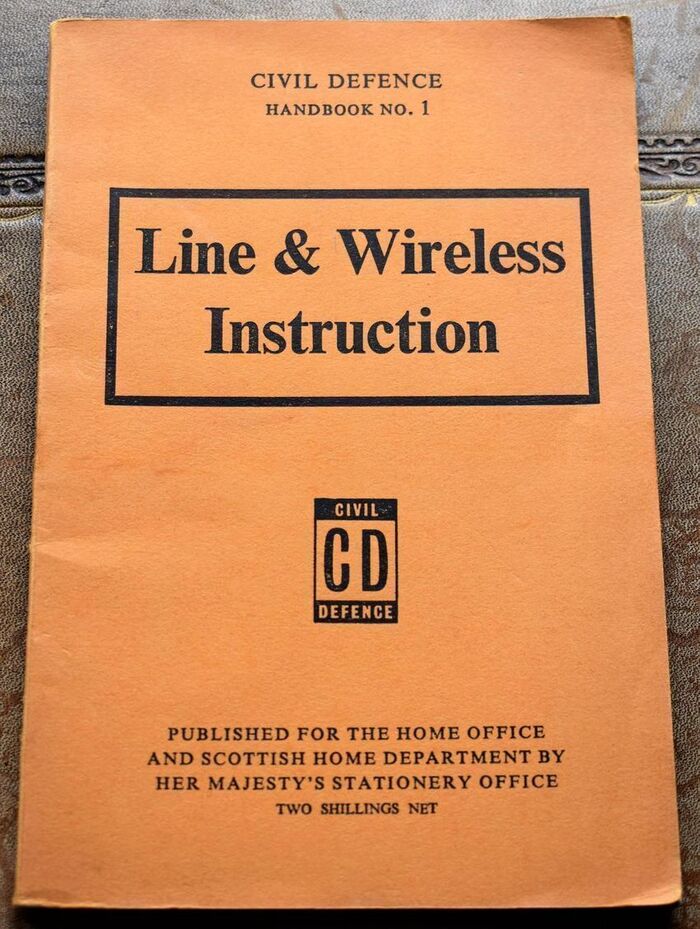 CIVIL DEFENCE
HANDBOOK NO. 1
Line & Wireless
Instruction
CIVIL
CD
DEFENCE
PUBLISHED FOR THE HOME OFFICE
AND SCOTTISH HOME DEPARTMENT BY
HER MAJESTY'S STATIONERY OFFICE
TWO SHILLINGS NET